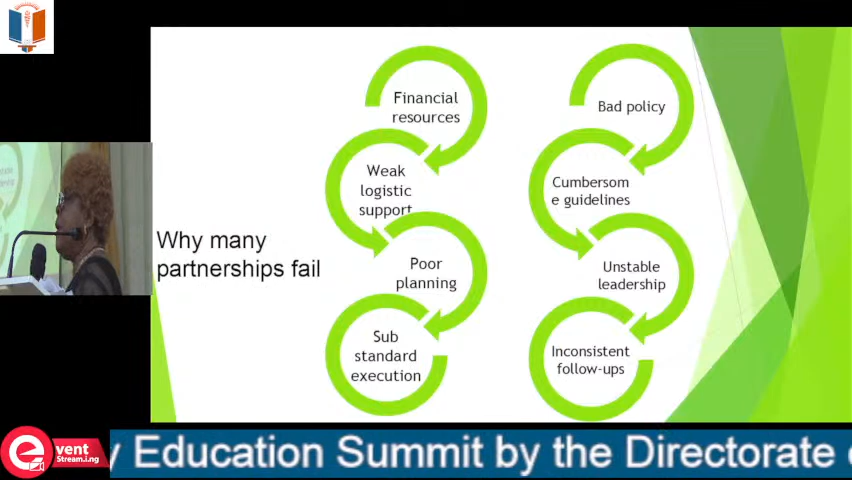 Why many
partnerships fail
Financial
resources
Weak
logistic
support
Poor
planning
Sub
standard
execution
Bad policy
Cumbersom
e guidelines
Unstable
leadership
Inconsistent
follow-ups
event
Stream.i.ng
y Education Summit by the Directorate